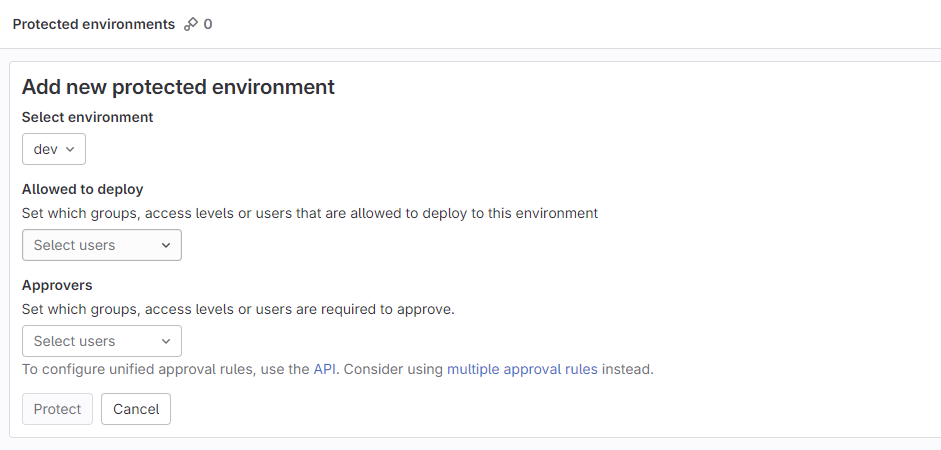 Protected environments 0
Add new protected environment
Select environment
dev
Allowed to deploy
Set which groups, access levels or users that are allowed to deploy to this environment
Select users
Approvers
Set which groups, access levels or users are required to approve.
Select users
To configure unified approval rules, use the API. Consider using multiple approval rules instead.
Protect Cancel